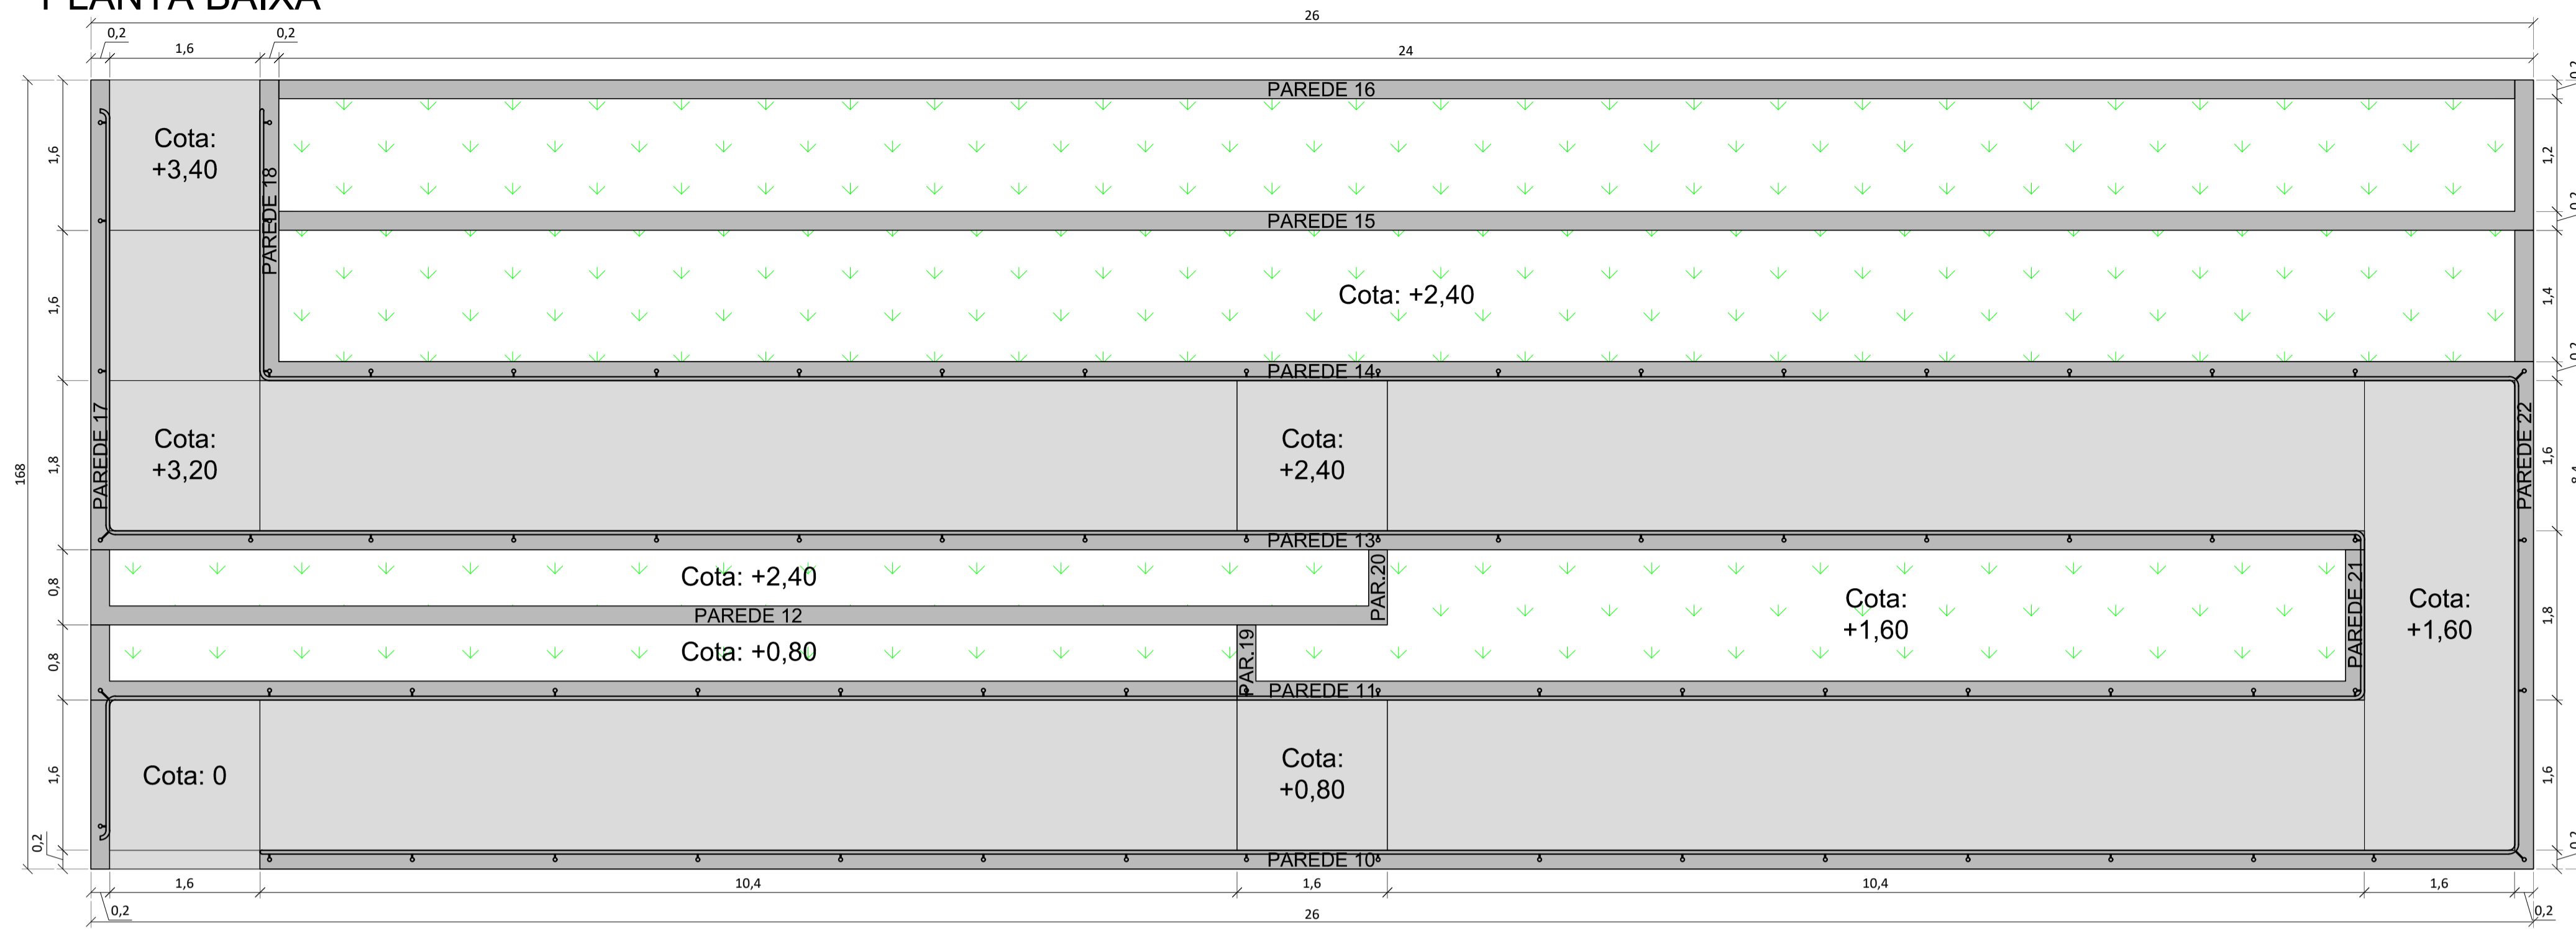 PLANTA BAIXA
26
0,2
0,2
1,6
24
PAREDE 16
Cota:
+3,40
1,6
PAREDE 18
1,2
PAREDE 15
1,6
Cota: +2,40
1,4
PAREDE 14
PAREDE 17
Cota:
+3,20
Cota:
+2,40
168
1,8
1,6
PAREDE 22
PAREDE 13
0,8
Cota: +2,40
PAR.20
PAREDE 12
Cota:
+1,60
PAREDE 21
Cota:
+1,60
1,8
0,8
Cota: +0,80
PAR.19
PAREDE 11
1,6
Cota: 0
Cota:
+0,80
1,6
0,2
PAREDE 10
1,6
10,4
1,6
10,4
1,6
0,2
26
0,2